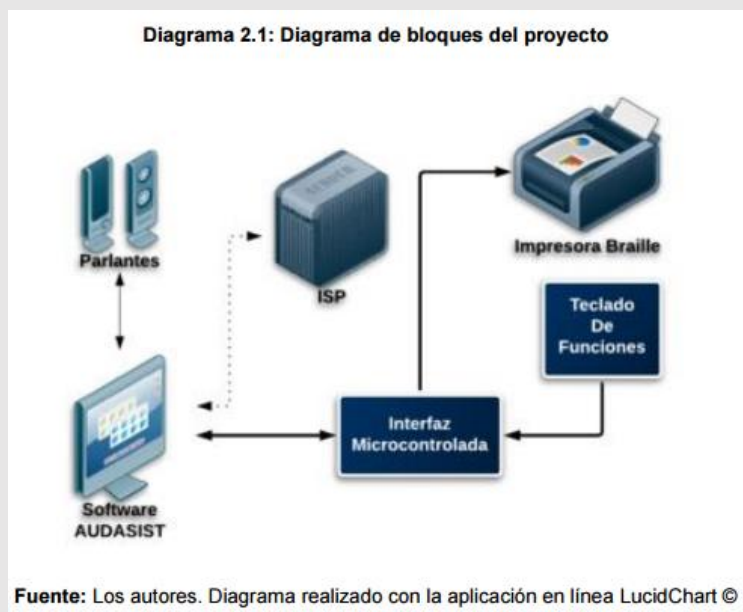 Diagrama 2.1: Diagrama de bloques del proyecto
Parlantes
SERVER
ISP
Impresora Braille
Teclado
De
Funciones
Interfaz
Microcontrolada
Software
AUDASIST
Fuente: Los autores. Diagrama realizado con la aplicación en línea LucidChart ©